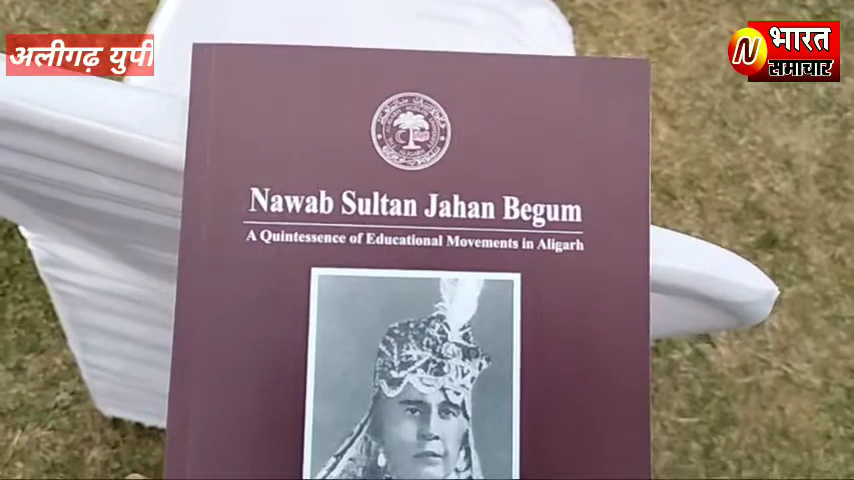 अलीगढ़ युपी
N भारत
समाचार
Nawab Sultan Jahan Begum
A Quintessence of Educational Movements in Aligarh